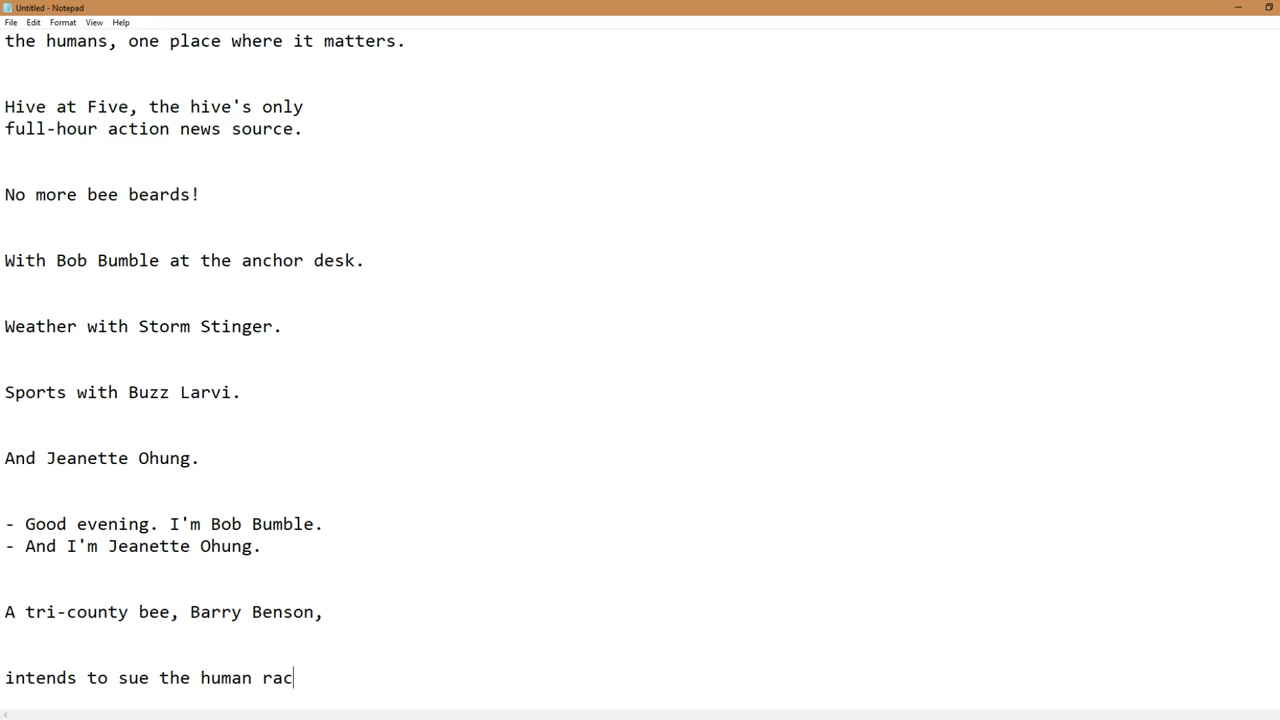 Untitled - Notepad
File Edit Format View Help
the humans, one place where it matters.
Hive at Five, the hive's only
full-hour action news source.
No more bee beards!
With Bob Bumble at the anchor desk.
Weather with Storm Stinger.
Sports with Buzz Larvi.
And Jeanette Ohung.
- Good evening. I'm Bob Bumble.
- And I'm Jeanette Ohung.
A tri-county bee, Barry Benson,
intends to sue the human rac